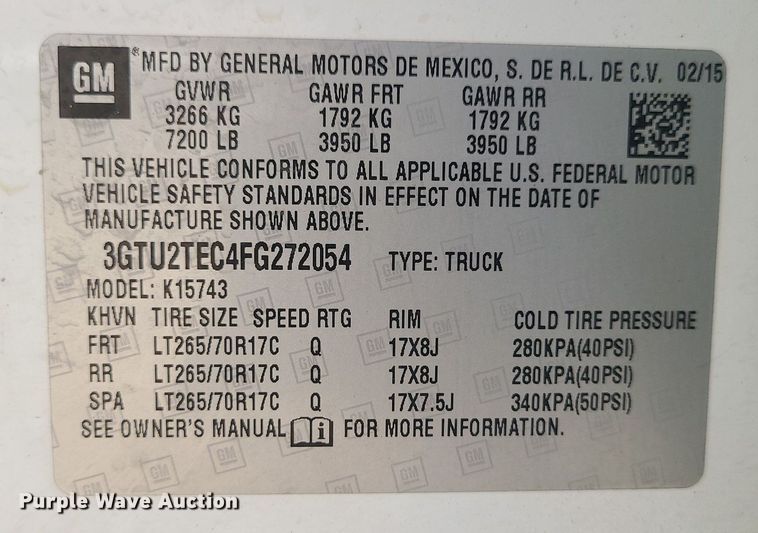 GM
® MFD BY GENERAL MOTORS DE MEXICO, S. DE R.L. DE C.V. 02/15
GVWR GAWR FRT GAWR RR
3266 KG 1792 KG 1792 KG
7200 LB 3950 LB 3950 LB
THIS VEHICLE CONFORMS TO ALL APPLICABLE U.S. FEDERAL MOTOR
VEHICLE SAFETY STANDARDS IN EFFECT ON THE DATE OF
MANUFACTURE SHOWN ABOVE.
3GTU2TEC4FG272054 TYPE: TRUCK
MODEL: K15743
KHVN TIRE SIZE SPEED RTG RIM COLD TIRE PRESSURE
FRT LT265/70R17C Q 17X8J 280KPA(40PSI)
RR LT265/70R17C Q 17X8J 280KPA(40PSI)
SPA LT265/70R17C Q 17X7.5J 340KPA(50PSI)
SEE OWNER'S MANUAL i FOR MORE INFORMATION.
Purple Wave Auction